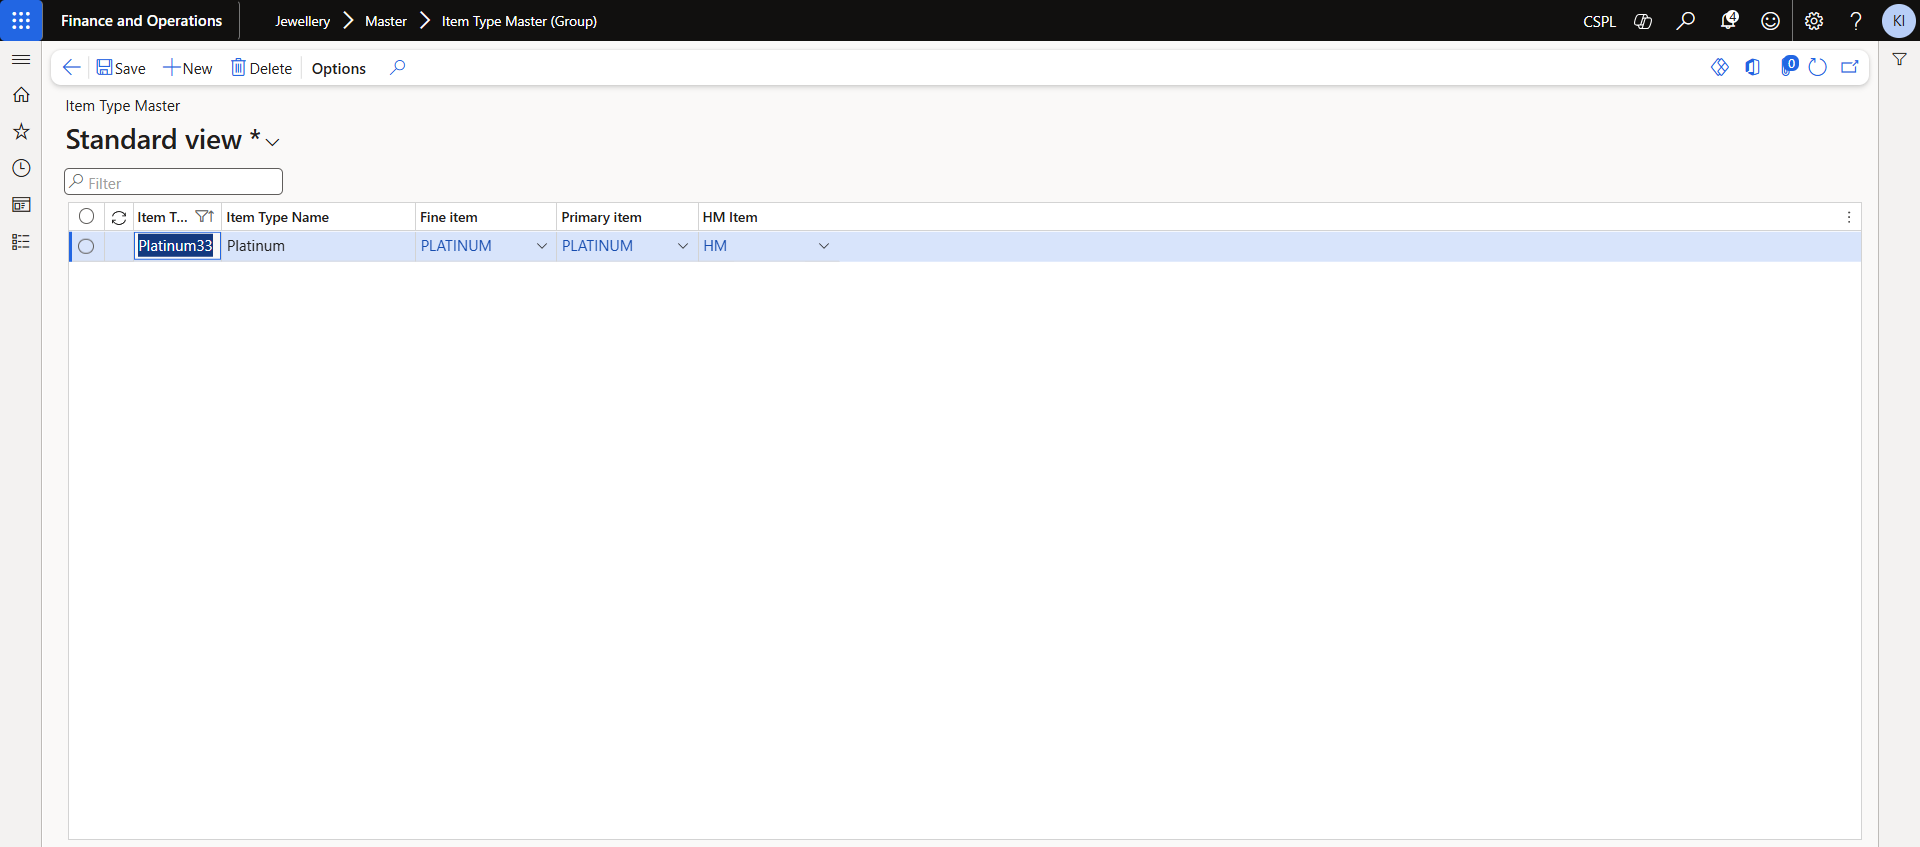 Finance and Operations Jewellery Master Item Type Master (Group) CSPL 4 KI
Save New Delete Options 0
Item Type Master
Standard view *
Filter
Item T... Item Type Name Fine item Primary item HM Item
Platinum33 Platinum PLATINUM PLATINUM HM